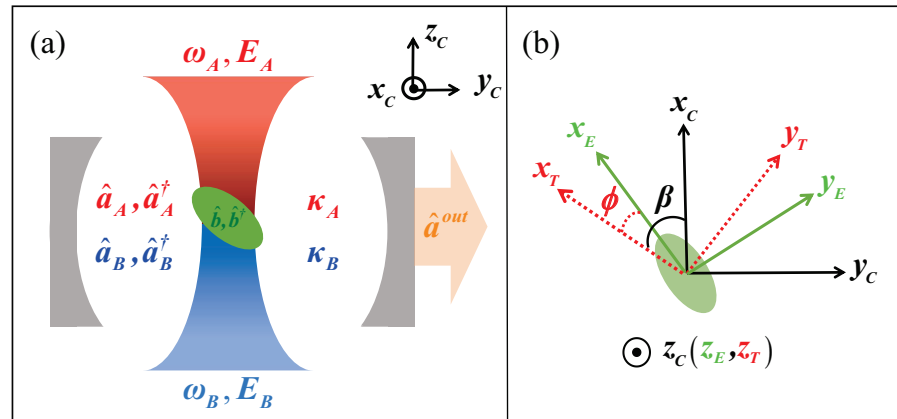 (a)
ω_A, E_A
z_C
x_C
y_C
â_A, â_A^†
κ_A
b̂, b̂^†
â^out
â_B, â_B^†
κ_B
ω_B, E_B
(b)
x_C
x_E
y_T
x_T
ϕ
β
y_E
y_C
z_C(z_E, z_T)